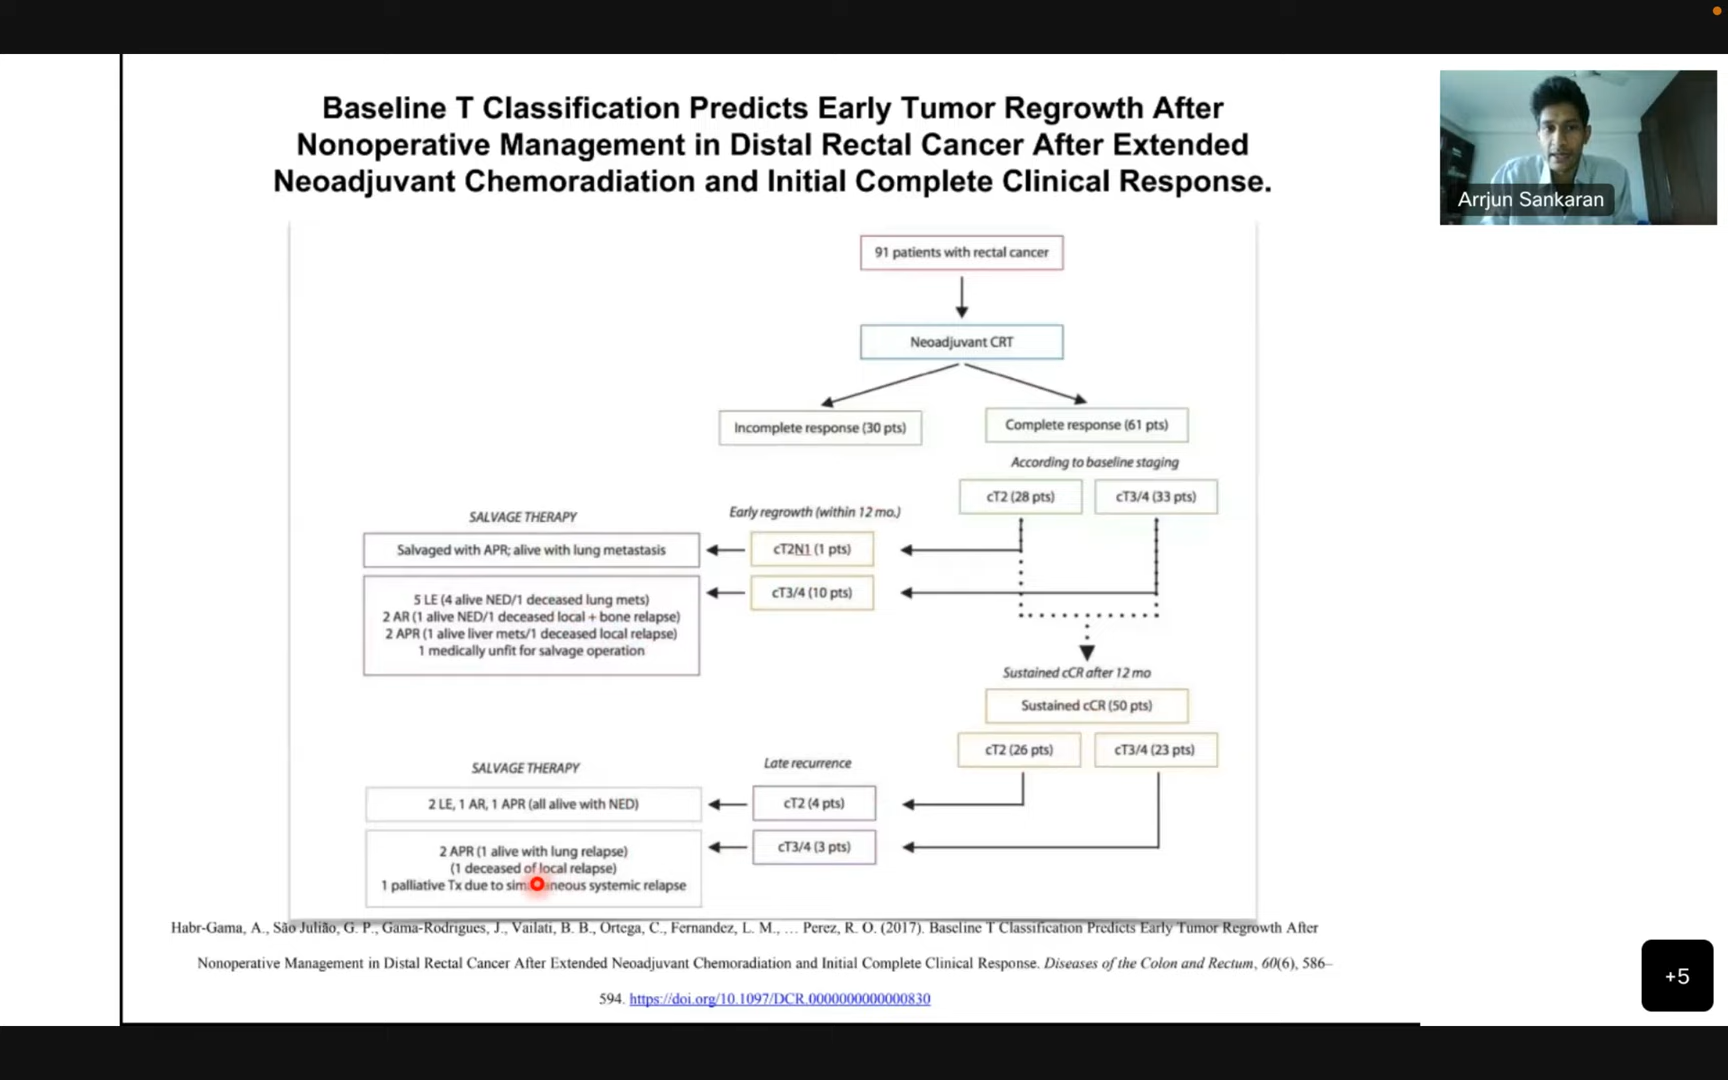 Baseline T Classification Predicts Early Tumor Regrowth After
Nonoperative Management in Distal Rectal Cancer After Extended
Neoadjuvant Chemoradiation and Initial Complete Clinical Response.
Arrjun Sankaran
91 patients with rectal cancer
Neoadjuvant CRT
Incomplete response (30 pts)
Complete response (61 pts)
According to baseline staging
cT2 (28 pts)
cT3/4 (33 pts)
SALVAGE THERAPY
Early regrowth (within 12 mo.)
Salvaged with APR; alive with lung metastasis
cT2N1 (1 pts)
5 LE (4 alive NED/1 deceased lung mets)
2 AR (1 alive NED/1 deceased local + bone relapse)
2 APR (1 alive liver mets/1 deceased local relapse)
1 medically unfit for salvage operation
cT3/4 (10 pts)
Sustained cCR after 12 mo
Sustained cCR (50 pts)
cT2 (26 pts)
cT3/4 (23 pts)
SALVAGE THERAPY
Late recurrence
2 LE, 1 AR, 1 APR (all alive with NED)
cT2 (4 pts)
2 APR (1 alive with lung relapse)
(1 deceased of local relapse)
1 palliative Tx due to simultaneous systemic relapse
cT3/4 (3 pts)
Habr-Gama, A., São Julião, G. P., Gama-Rodrigues, J., Vailati, B. B., Ortega, C., Fernandez, L. M., … Perez, R. O. (2017). Baseline T Classification Predicts Early Tumor Regrowth After
Nonoperative Management in Distal Rectal Cancer After Extended Neoadjuvant Chemoradiation and Initial Complete Clinical Response. Diseases of the Colon and Rectum, 60(6), 586–
594. https://doi.org/10.1097/DCR.0000000000000830
+5